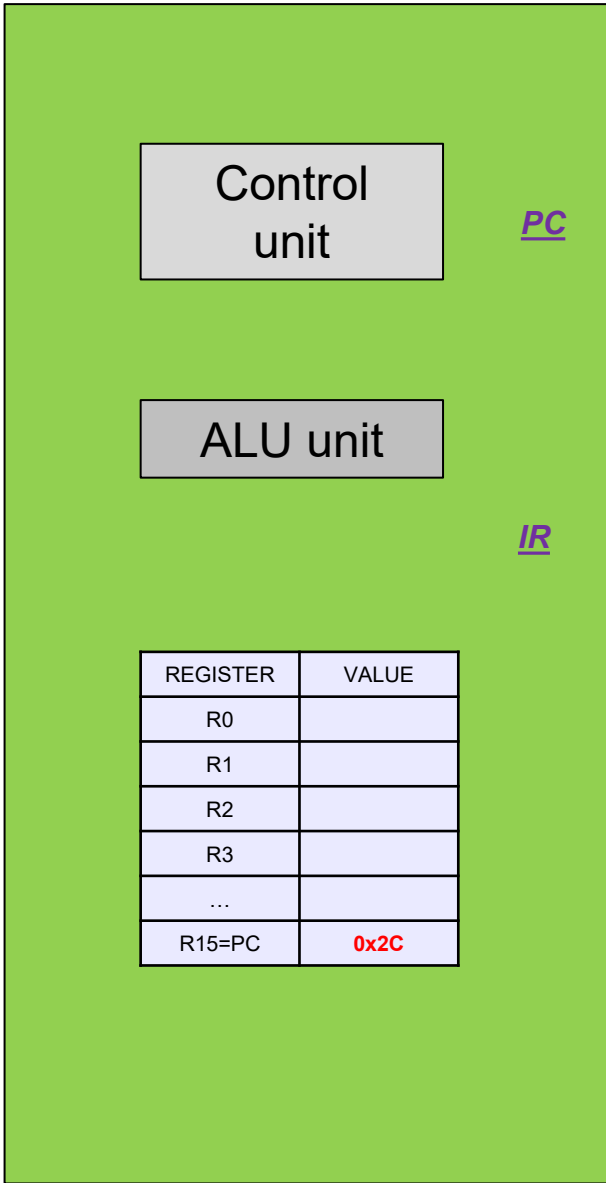 Control
unit
PC
ALU unit
IR
REGISTER VALUE
R0
R1
R2
R3
…
R15=PC 0x2C